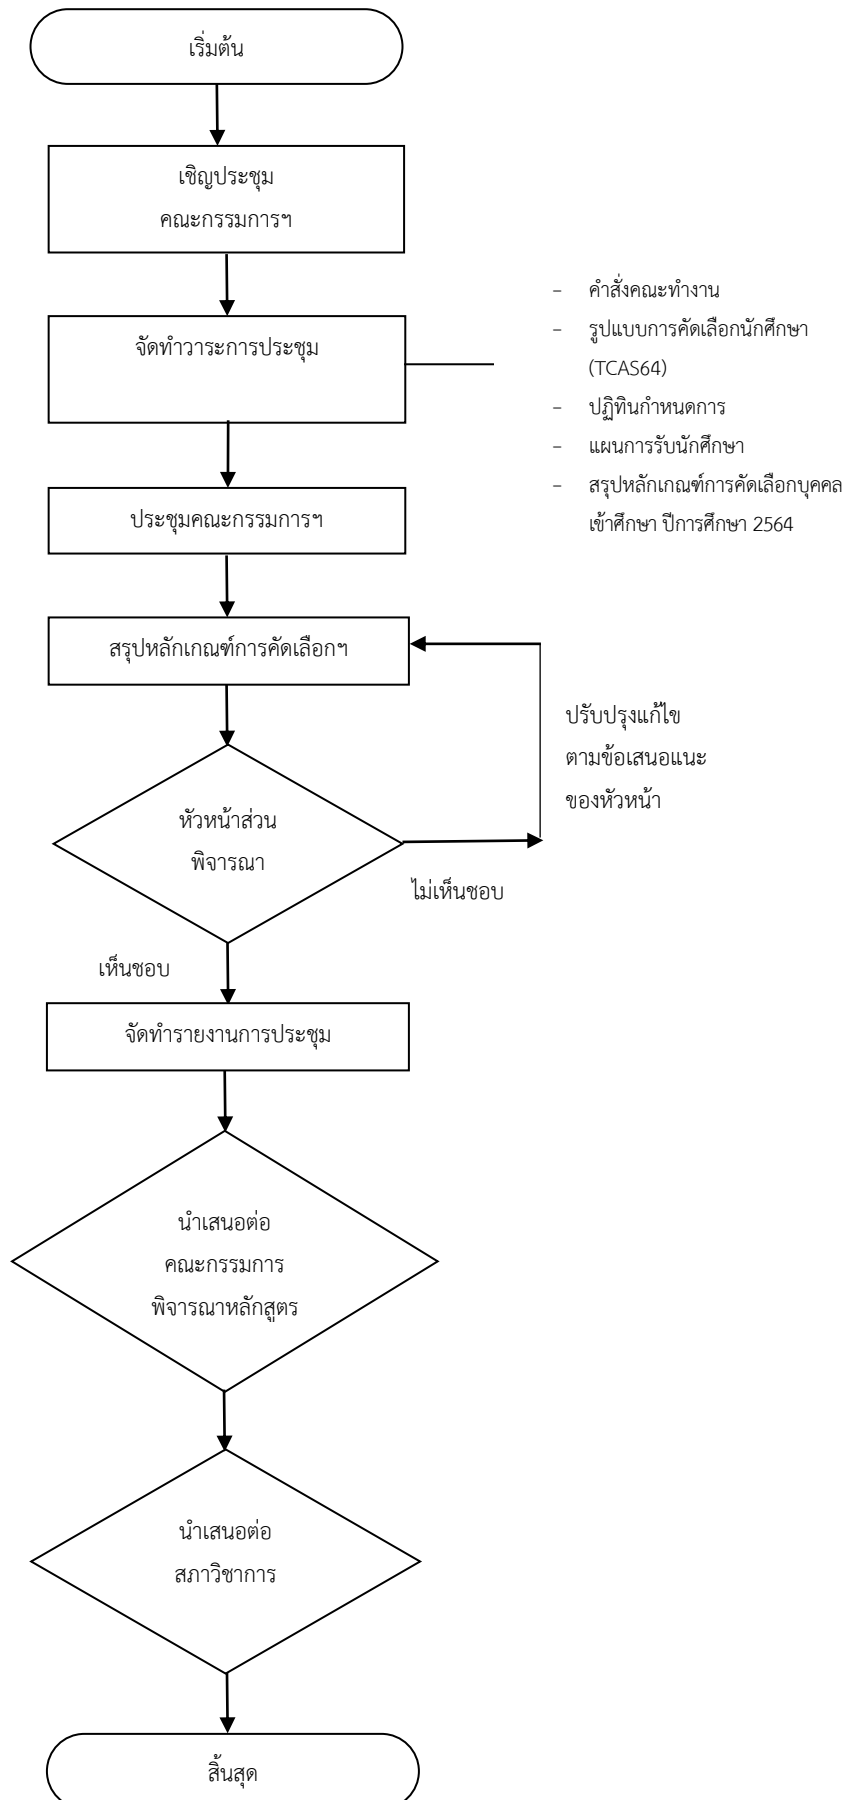 เริ่มต้น
เชิญประชุม
คณะกรรมการฯ
จัดทำวาระการประชุม
– คำสั่งคณะทำงาน
– รูปแบบการคัดเลือกนักศึกษา
(TCAS64)
– ปฏิทินกำหนดการ
– แผนการรับนักศึกษา
– สรุปหลักเกณฑ์การคัดเลือกบุคคล
เข้าศึกษา ปีการศึกษา 2564
ประชุมคณะกรรมการฯ
สรุปหลักเกณฑ์การคัดเลือกฯ
ปรับปรุงแก้ไข
ตามข้อเสนอแนะ
ของหัวหน้า
หัวหน้าส่วน
พิจารณา
ไม่เห็นชอบ
เห็นชอบ
จัดทำรายงานการประชุม
นำเสนอต่อ
คณะกรรมการ
พิจารณาหลักสูตร
นำเสนอต่อ
สภาวิชาการ
สิ้นสุด